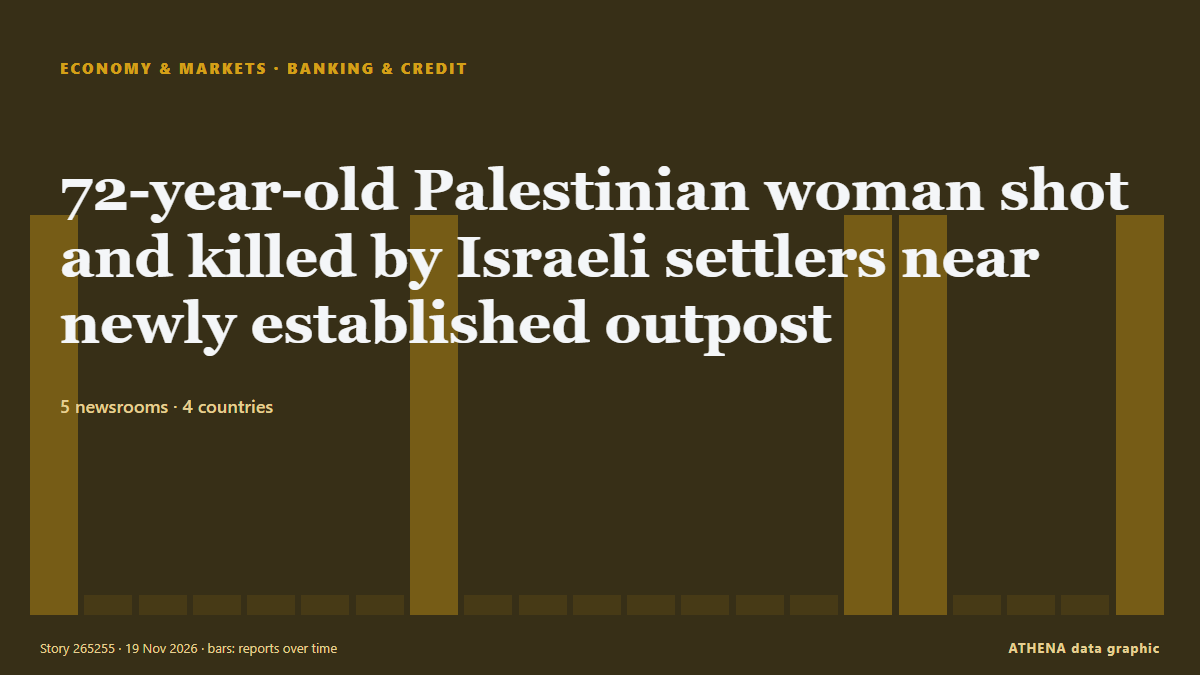 ECONOMY & MARKETS · BANKING & CREDIT
72-year-old Palestinian woman shot
and killed by Israeli settlers near
newly established outpost
5 newsrooms · 4 countries
Story 265255 · 19 Nov 2026 · bars: reports over time
ATHENA data graphic